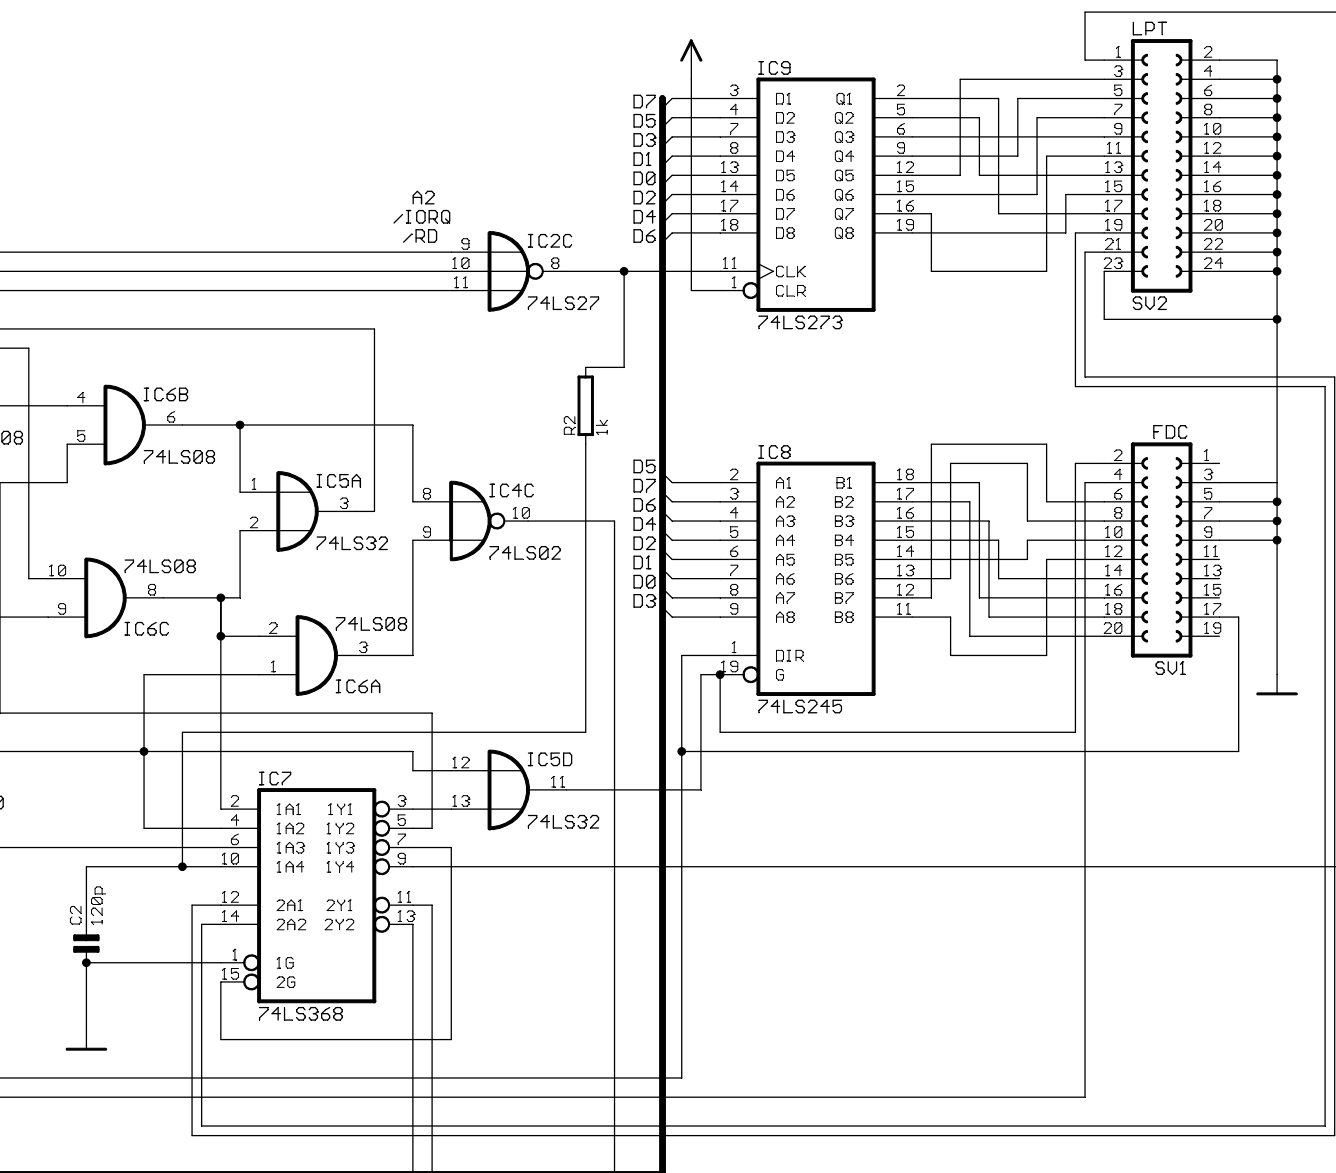 LPT
1 2
3 4
5 6
7 8
9 10
11 12
13 14
15 16
17 18
19 20
21 22
23 24
SV2
IC9
D7 3 D1 Q1 2
D5 4 D2 Q2 5
D3 7 D3 Q3 6
D1 8 D4 Q4 9
D0 13 D5 Q5 12
D2 14 D6 Q6 15
D4 17 D7 Q7 16
D6 18 D8 Q8 19
11 CLK
1 CLR
74LS273
A2
/IORQ
/RD
9
10
11
IC2C
8
74LS27
R2
1k
4
5
IC6B
6
74LS08
08
1
2
IC5A
3
74LS32
8
9
IC4C
10
74LS02
10
9
74LS08
8
IC6C
2
1
74LS08
3
IC6A
IC8
D5 2 A1 B1 18
D7 3 A2 B2 17
D6 4 A3 B3 16
D4 5 A4 B4 15
D2 6 A5 B5 14
D1 7 A6 B6 13
D0 8 A7 B7 12
D3 9 A8 B8 11
1 DIR
19 G
74LS245
FDC
2 1
4 3
6 5
8 7
10 9
12 11
14 13
16 15
18 17
20 19
SV1
12
13
IC5D
11
74LS32
IC7
2 1A1 1Y1 3
4 1A2 1Y2 5
6 1A3 1Y3 7
10 1A4 1Y4 9
12 2A1 2Y1 11
14 2A2 2Y2 13
1 1G
15 2G
74LS368
C2
120p